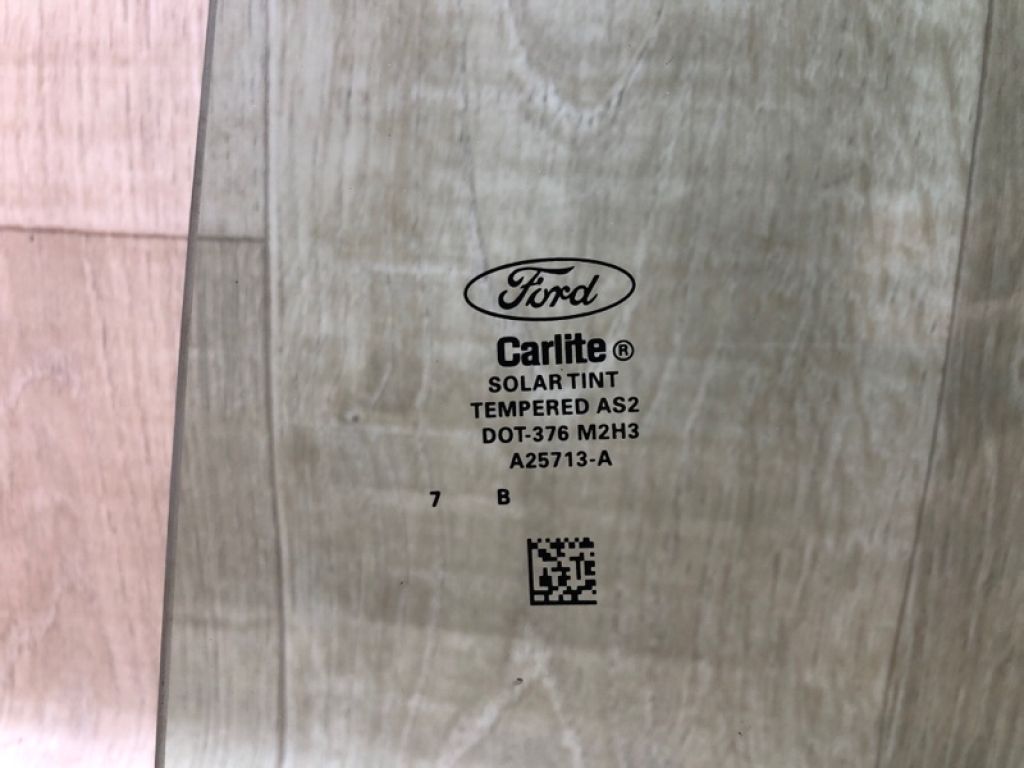 Ford
Carlite®
SOLAR TINT
TEMPERED AS2
DOT-376 M2H3
A25713-A
7 B